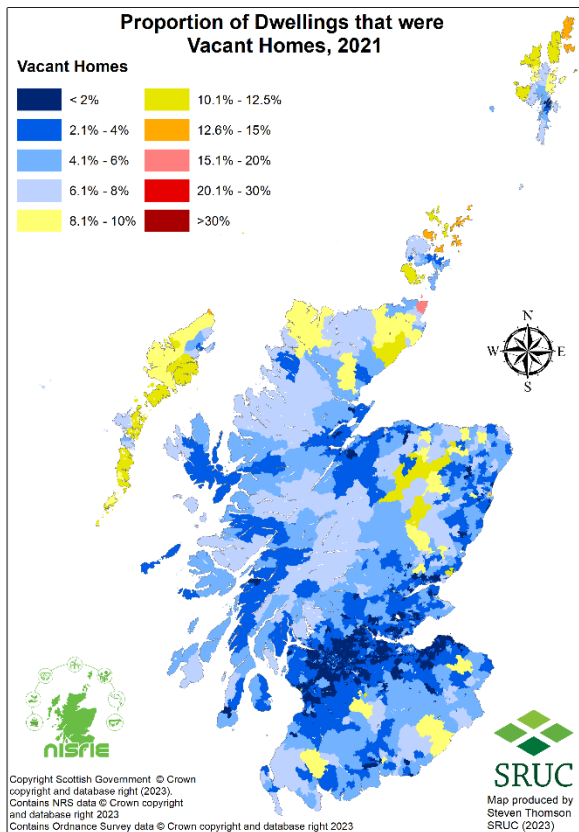 Proportion of Dwellings that were
Vacant Homes, 2021
Vacant Homes
< 2%
2.1% - 4%
4.1% - 6%
6.1% - 8%
8.1% - 10%
10.1% - 12.5%
12.6% - 15%
15.1% - 20%
20.1% - 30%
>30%
N
W E
S
nisrie
Copyright Scottish Government © Crown
copyright and database right (2023).
Contains NRS data © Crown copyright
and database right 2023
Contains Ordnance Survey data © Crown copyright and database right 2023
SRUC
Map produced by
Steven Thomson
SRUC (2023)